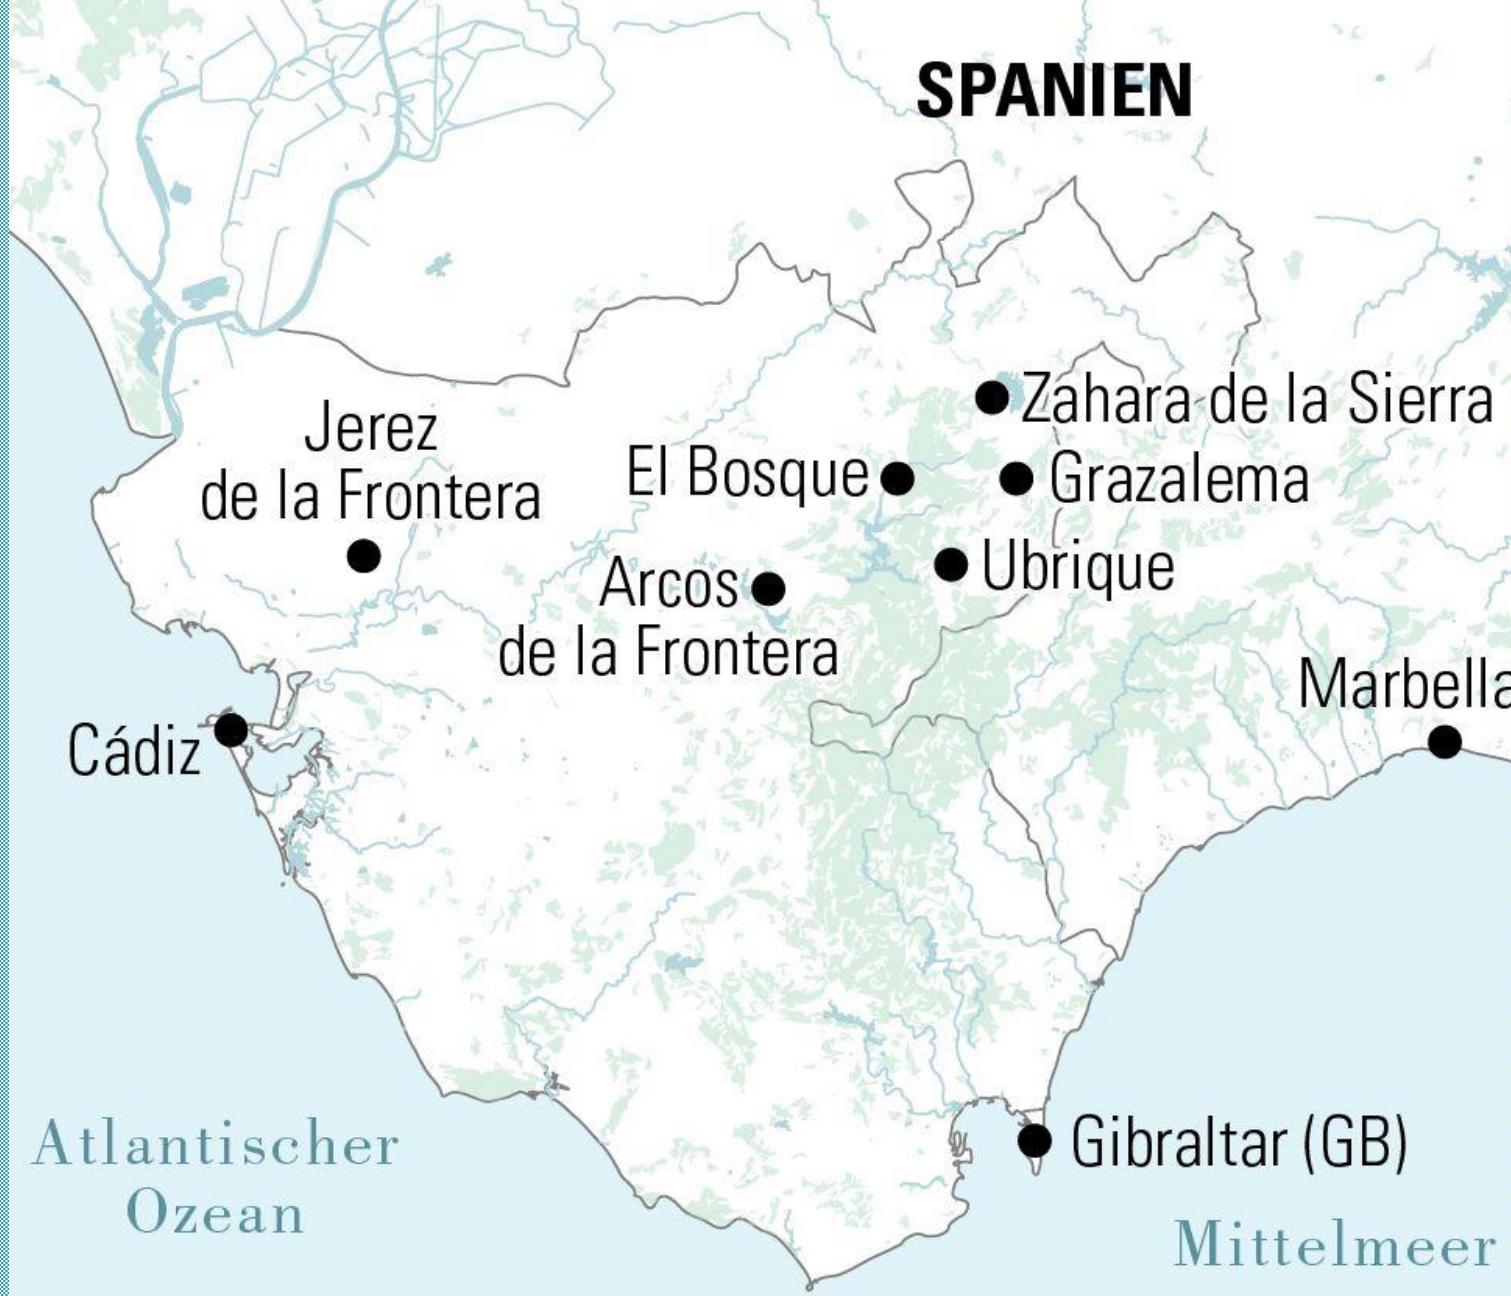 SPANIEN
Zahara de la Sierra
Jerez
de la Frontera
El Bosque
Grazalema
Arcos
de la Frontera
Ubrique
Marbella
Cádiz
Atlantischer
Ozean
Gibraltar (GB)
Mittelmeer